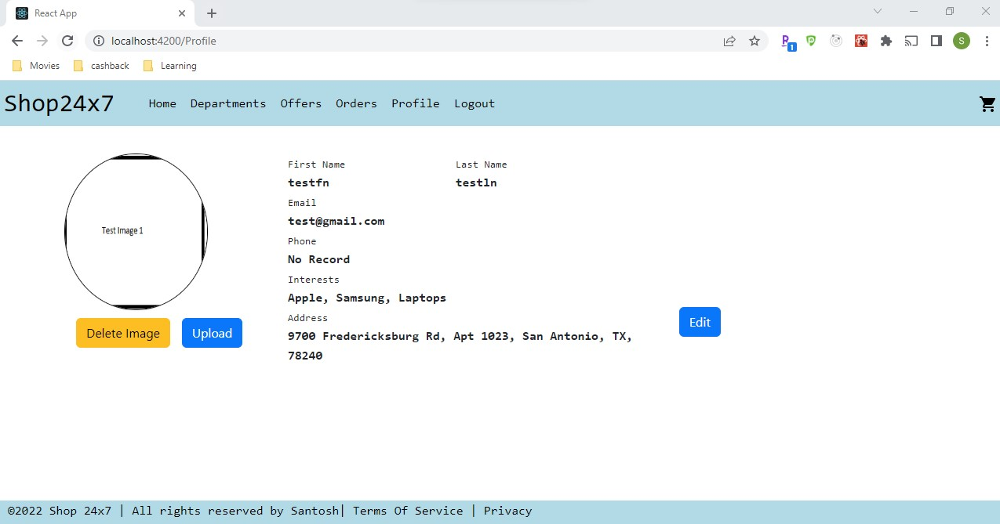 React App
localhost:4200/Profile
1
S
Movies cashback Learning
Shop24x7 Home Departments Offers Orders Profile Logout
First Name Last Name
testfn testln
Email
test@gmail.com
Test Image 1
Phone
No Record
Interests
Apple, Samsung, Laptops
Address
9700 Fredericksburg Rd, Apt 1023, San Antonio, TX,
78240
Delete Image Upload Edit
©2022 Shop 24x7 | All rights reserved by Santosh| Terms Of Service | Privacy